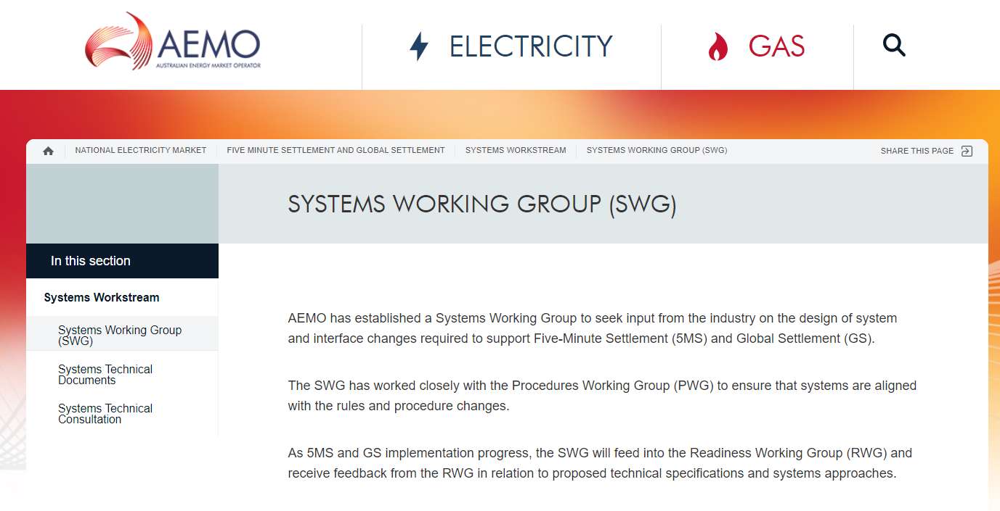 AEMO
AUSTRALIAN ENERGY MARKET OPERATOR
ELECTRICITY
GAS
NATIONAL ELECTRICITY MARKET
FIVE MINUTE SETTLEMENT AND GLOBAL SETTLEMENT
SYSTEMS WORKSTREAM
SYSTEMS WORKING GROUP (SWG)
SHARE THIS PAGE
SYSTEMS WORKING GROUP (SWG)
In this section
Systems Workstream
Systems Working Group
(SWG)
Systems Technical
Documents
Systems Technical
Consultation
AEMO has established a Systems Working Group to seek input from the industry on the design of system
and interface changes required to support Five-Minute Settlement (5MS) and Global Settlement (GS).
The SWG has worked closely with the Procedures Working Group (PWG) to ensure that systems are aligned
with the rules and procedure changes.
As 5MS and GS implementation progress, the SWG will feed into the Readiness Working Group (RWG) and
receive feedback from the RWG in relation to proposed technical specifications and systems approaches.